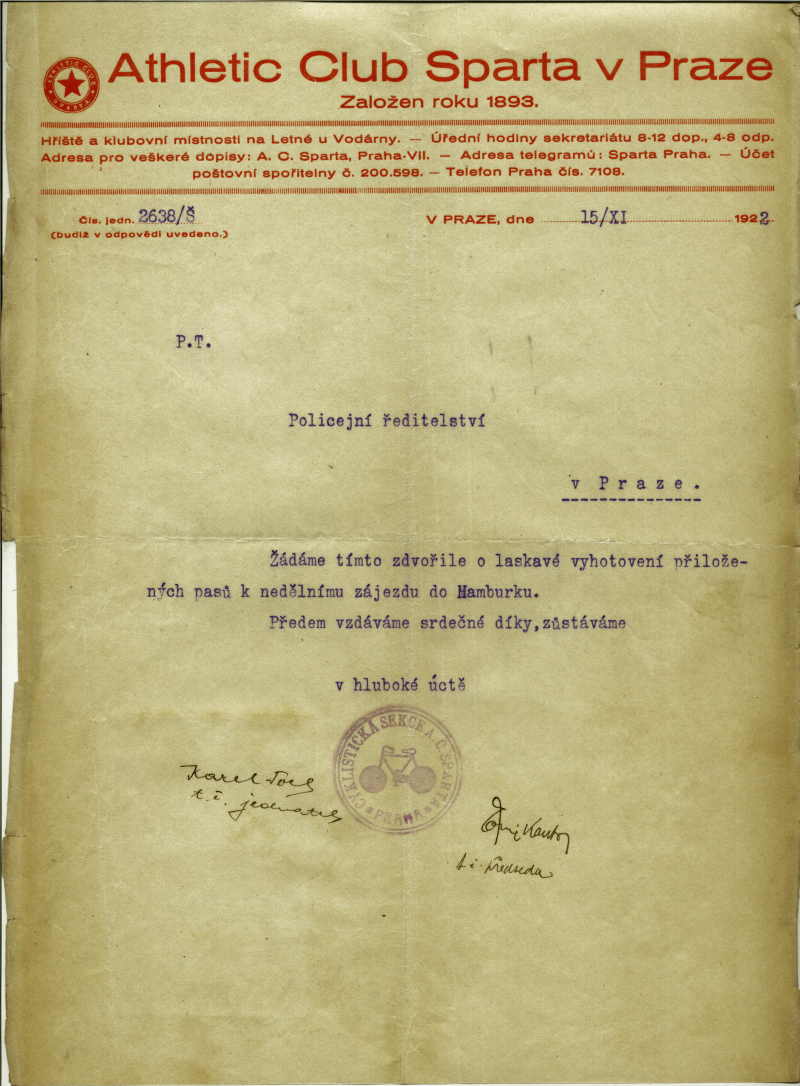 ATHLETIC CLUB SPARTA
Athletic Club Sparta v Praze
Založen roku 1893.
Hřiště a klubovní místnosti na Letné u Vodárny. — Úřední hodiny sekretariátu 8-12 dop., 4-8 odp.
Adresa pro veškeré dopisy: A. C. Sparta, Praha-VII. — Adresa telegramů: Sparta Praha. — Účet
poštovní spořitelny č. 200.598. — Telefon Praha čís. 7108.
Čís. jedn. 2638/Š
(budiž v odpovědi uvedeno.)
V PRAZE, dne 15/XI 1922.
P.T.
Policejní ředitelství
v Praze.
Žádáme tímto zdvořile o laskavé vyhotovení přilože-
ných pasů k nedělnímu zájezdu do Hamburku.
Předem vzdáváme srdečné díky,zůstáváme
v hluboké úctě
CYKLISTICKÁ SEKCE A. C. SPARTA
PRAHA
Karel
t. č. jednatel
t. č. předseda